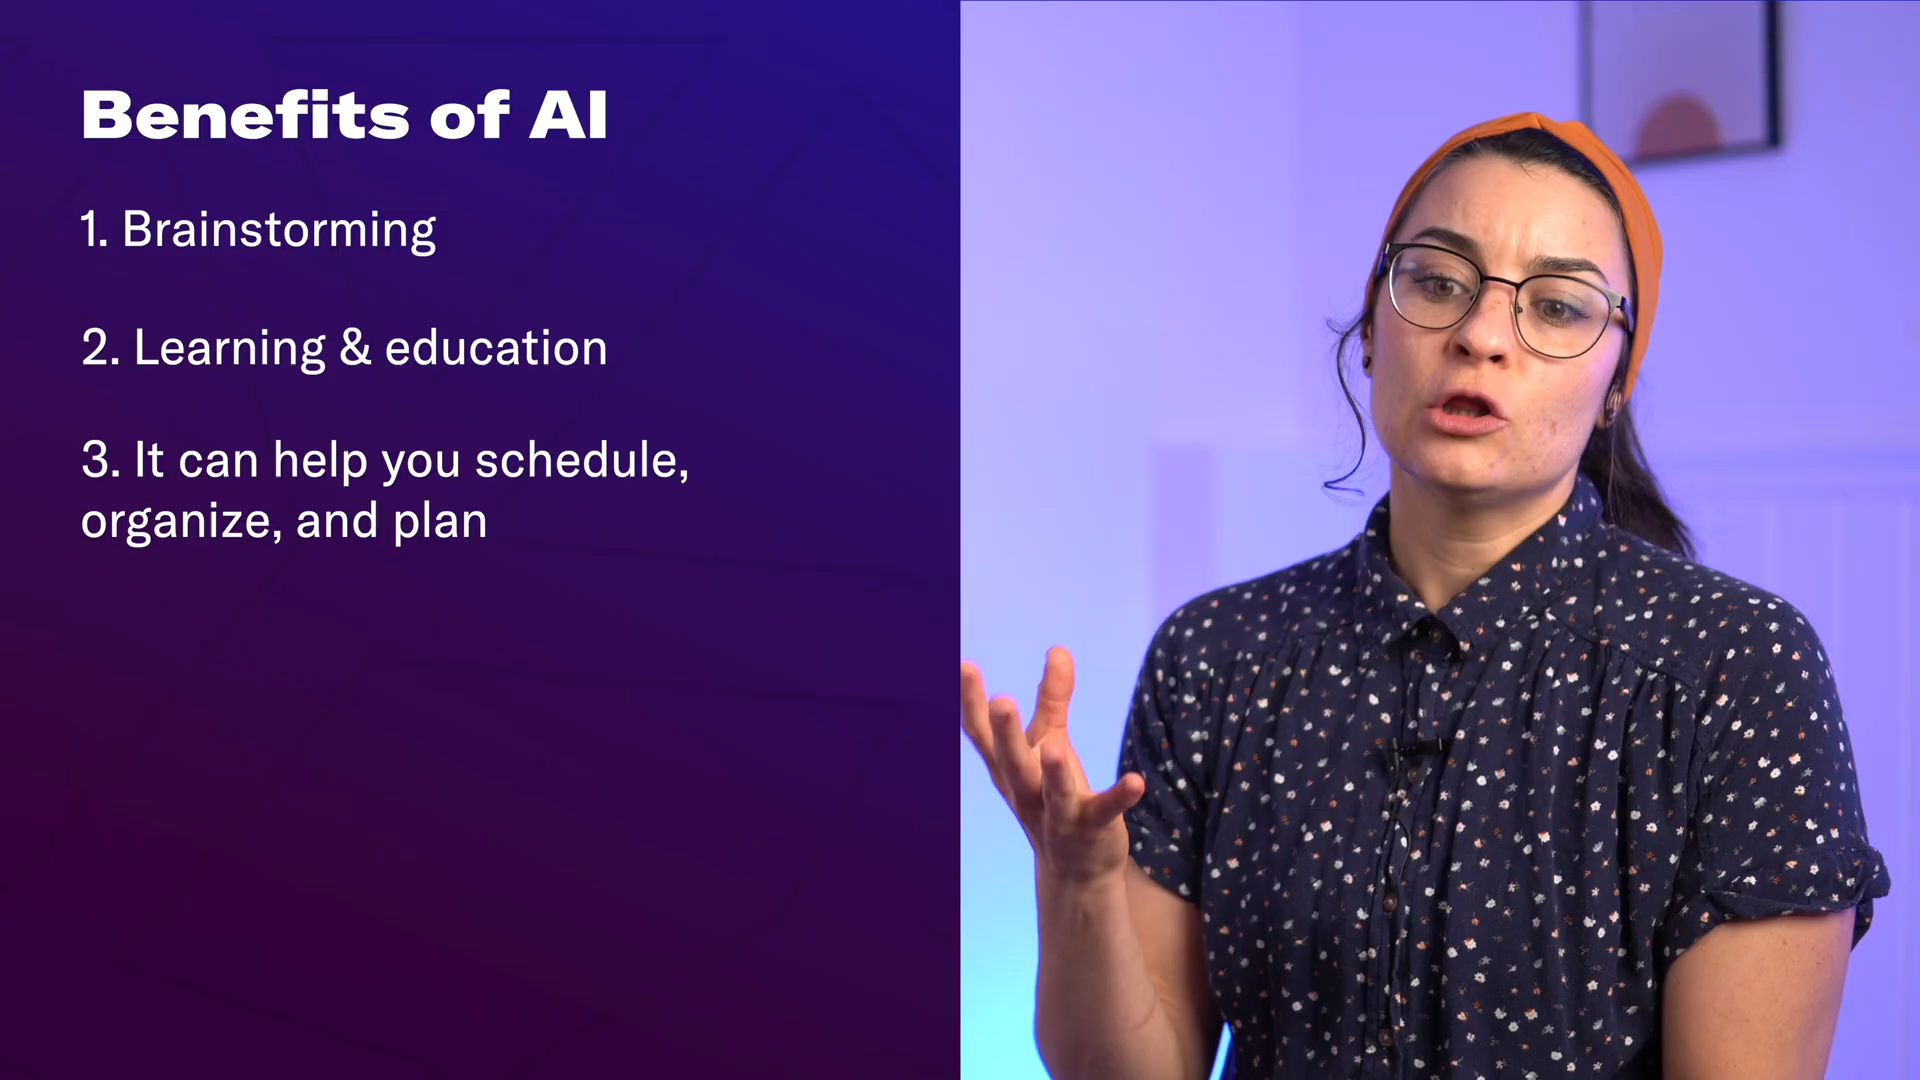 Benefits of AI
1. Brainstorming
2. Learning & education
3. It can help you schedule,
organize, and plan